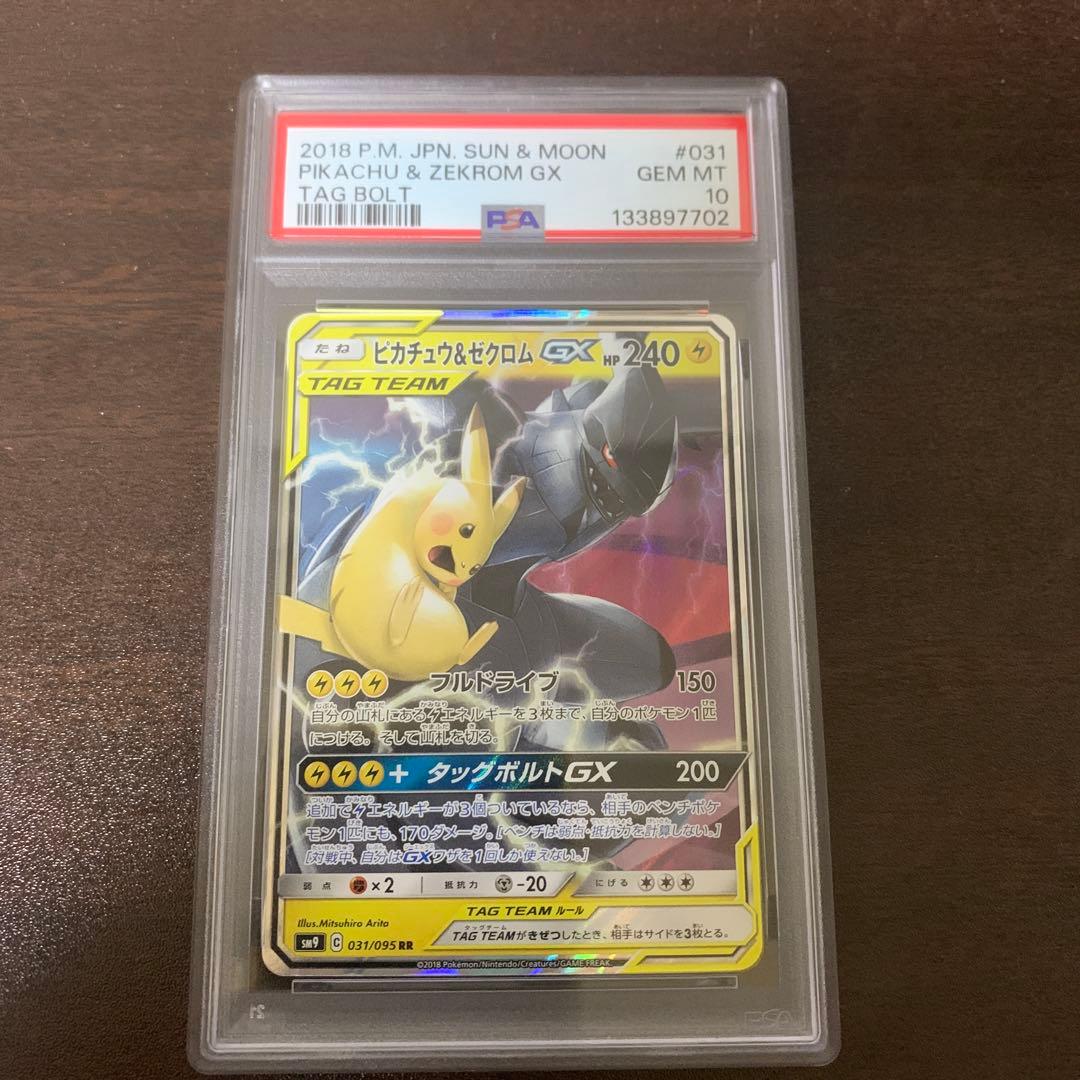 2018 P.M. JPN. SUN & MOON #031
PIKACHU & ZEKROM GX GEM MT
TAG BOLT 10
PSA 133897702
たね ピカチュウ&ゼクロム GX HP 240
TAG TEAM
フルドライブ 150
自分の山札にあるエネルギーを3枚まで、自分のポケモン1匹
につける。そして山札を切る。
+ タッグボルトGX 200
追加でエネルギーが3個ついているなら、相手のベンチポケ
モン1匹にも、170ダメージ。[ベンチは弱点・抵抗力を計算しない。]
[対戦中、自分はGXワザを1回しか使えない。]
弱点 ×2 抵抗力 -20 にげる
Illus.Mitsuhiro Arita TAG TEAM ルール
SM9 C 031/095 RR TAG TEAMがきぜつしたとき、相手はサイドを3枚とる。
©2018 Pokémon/Nintendo/Creatures/GAME FREAK.